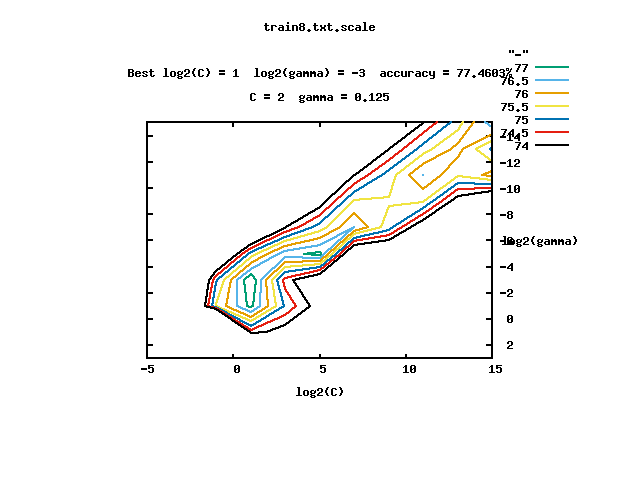 train8.txt.scale
"-"
Best log2(C) = 1 log2(gamma) = -3 accuracy = 77.4603%
77
76.5
C = 2 gamma = 0.125
76
75.5
75
74.5
74
-14
-12
-10
-8
-6
log2(gamma)
-4
-2
0
2
-5 0 5 10 15
log2(C)